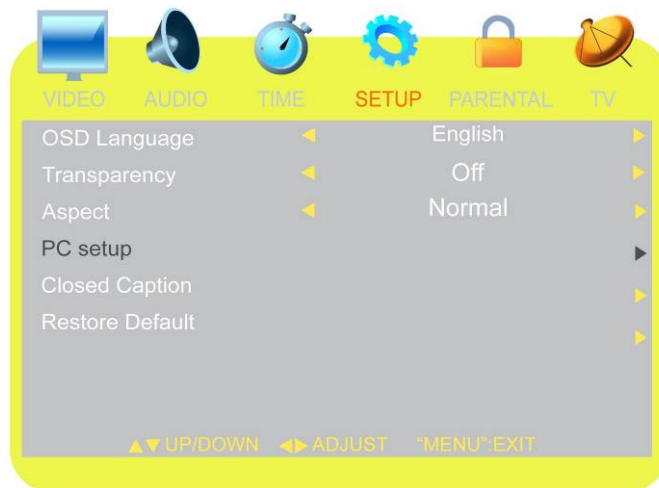 VIDEO AUDIO TIME SETUP PARENTAL TV
OSD Language English
Transparency Off
Aspect Normal
PC setup
Closed Caption
Restore Default
▲▼ UP/DOWN ◀▶ ADJUST “MENU”:EXIT